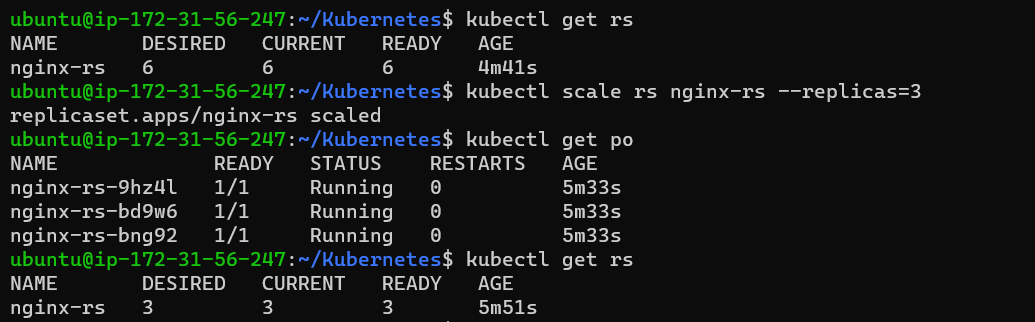 ubuntu@ip-172-31-56-247:~/Kubernetes$ kubectl get rs
NAME       DESIRED   CURRENT   READY   AGE
nginx-rs   6         6         6       4m41s
ubuntu@ip-172-31-56-247:~/Kubernetes$ kubectl scale rs nginx-rs --replicas=3
replicaset.apps/nginx-rs scaled
ubuntu@ip-172-31-56-247:~/Kubernetes$ kubectl get po
NAME             READY   STATUS    RESTARTS   AGE
nginx-rs-9hz4l   1/1     Running   0          5m33s
nginx-rs-bd9w6   1/1     Running   0          5m33s
nginx-rs-bng92   1/1     Running   0          5m33s
ubuntu@ip-172-31-56-247:~/Kubernetes$ kubectl get rs
NAME       DESIRED   CURRENT   READY   AGE
nginx-rs   3         3         3       5m51s